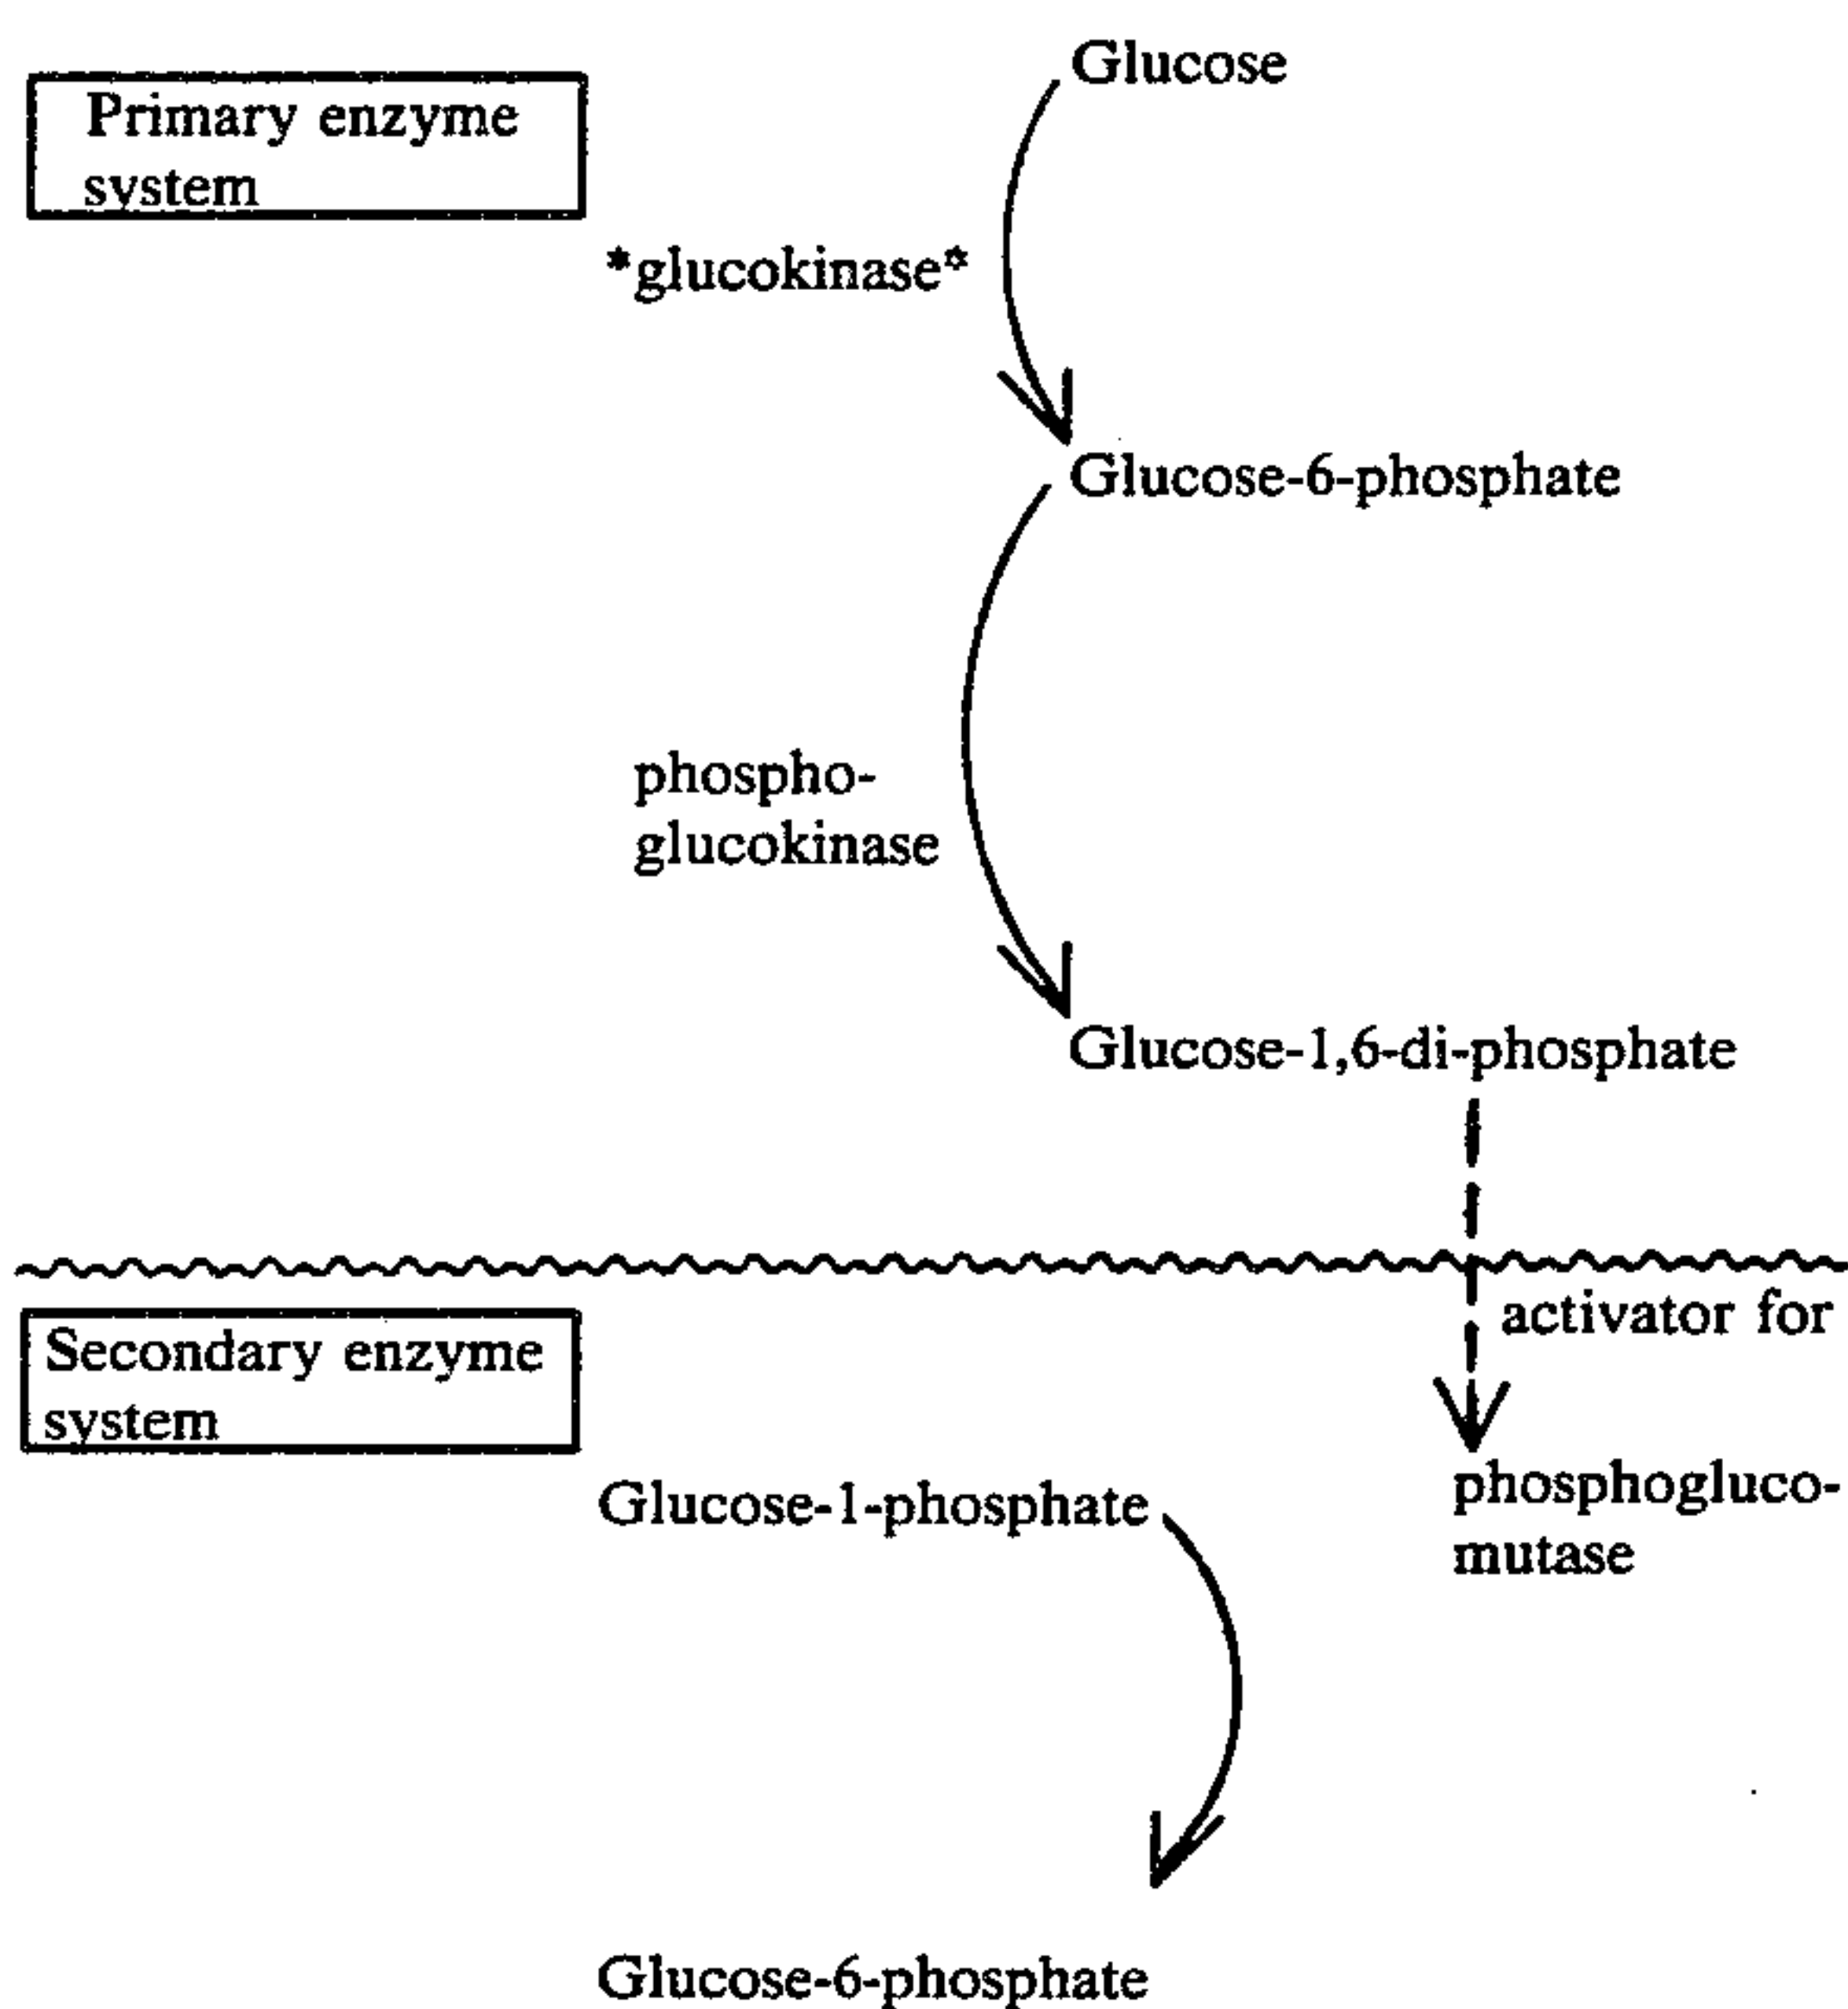 Glucose
Primary enzyme
system
*glucokinase*
Glucose-6-phosphate
phospho-
glucokinase
Glucose-1,6-di-phosphate
activator for
Secondary enzyme
system
Glucose-1-phosphate
phosphogluco-
mutase
Glucose-6-phosphate